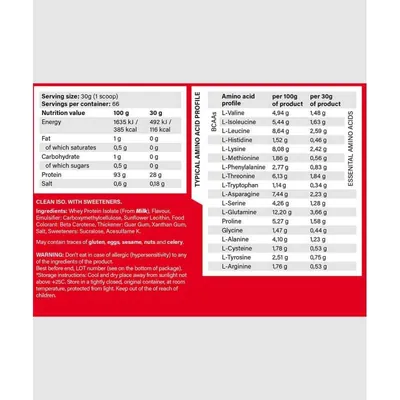 Serving size: 30g (1 scoop)
Servings per container: 66
Nutrition value 100 g 30 g
Energy 1635 kJ / 385 kcal 492 kJ / 116 kcal
Fat 1 g 0 g
of which saturates 0,5 g 0 g
Carbohydrate 1 g 0 g
of which sugars 0,5 g 0 g
Protein 93 g 28 g
Salt 0,6 g 0,18 g
CLEAN ISO. WITH SWEETENERS.
Ingredients: Whey Protein Isolate (From Milk), Flavour,
Emulsifier: Carboxymethylcellulose, Sunflower Lecithin, Food
Colorant: Beta Carotene, Thickener: Guar Gum, Xanthan Gum,
Salt, Sweeteners: Sucralose, Acesulfame K.
May contain traces of gluten, eggs, sesame, nuts and celery.
WARNING: Don't use in case of allergic (hypersensitivity) to any
of the ingredients of the product.
Best before end, LOT number (see on the bottom of package).
*Storage instructions: Cool and dry place away from sunlight not
above +25C. Store in a tightly closed, original container, at room
temperature, protected from light. Keep out of the of reach of
children.
TYPICAL AMINO ACID PROFILE
BCAAs
Amino acid profile per 100g of product per 30g of product
L-Valine 4,94 g 1,48 g
L-Isoleucine 5,44 g 1,63 g
L-Leucine 8,64 g 2,59 g
L-Histidine 1,52 g 0,46 g
L-Lysine 8,08 g 2,42 g
L-Methionine 1,86 g 0,56 g
L-Phenylalanine 2,77 g 0,83 g
L-Threonine 6,13 g 1,84 g
L-Tryptophan 1,14 g 0,34 g
L-Asparagine 7,44 g 2,23 g
L-Serine 4,26 g 1,28 g
L-Glutamine 12,20 g 3,66 g
Proline 5,27 g 1,58 g
Glycine 1,47 g 0,44 g
L-Alanine 4,10 g 1,23 g
L-Cysteine 1,78 g 0,53 g
L-Tyrosine 2,51 g 0,75 g
L-Arginine 1,76 g 0,53 g
ESSENITAL AMINO ACIDS